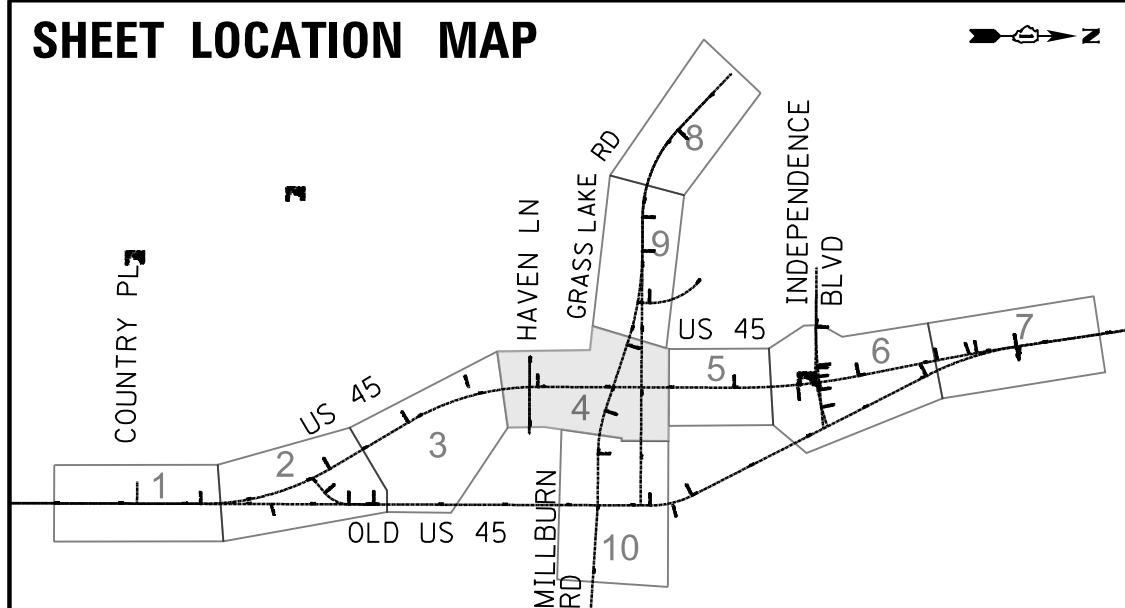 SHEET LOCATION MAP
N
COUNTRY PL
US 45
HAVEN LN
GRASS LAKE RD
INDEPENDENCE
BLVD
US 45
OLD US 45
MILLBURN
RD
1
2
3
4
5
6
7
8
9
10